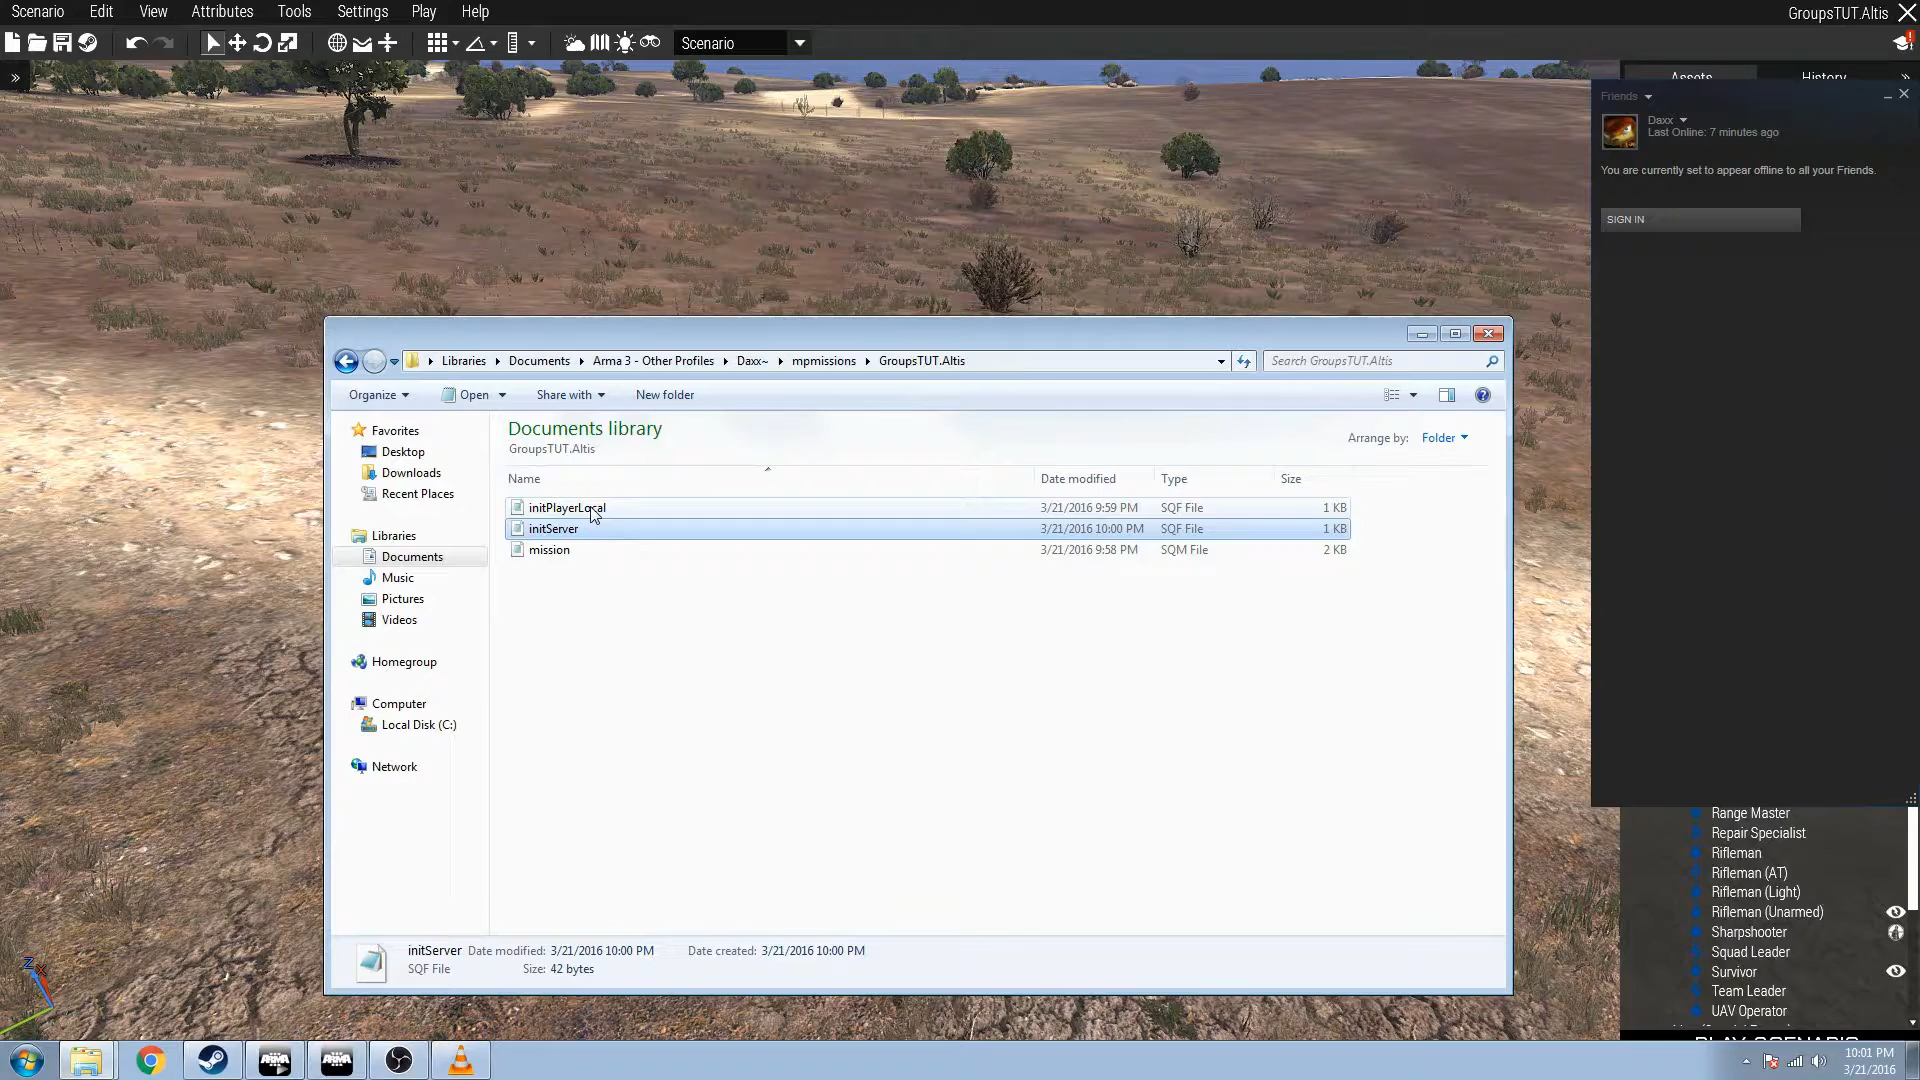 Scenario Edit View Attributes Tools Settings Play Help
GroupsTUT.Altis
Scenario
Assets History
Friends
Daxx
Last Online: 7 minutes ago
You are currently set to appear offline to all your Friends.
SIGN IN
Libraries Documents Arma 3 - Other Profiles Daxx~ mpmissions GroupsTUT.Altis
Search GroupsTUT.Altis
Organize Open Share with New folder
Favorites
Desktop
Downloads
Recent Places
Libraries
Documents
Music
Pictures
Videos
Homegroup
Computer
Local Disk (C:)
Network
Documents library
GroupsTUT.Altis
Arrange by: Folder
Name Date modified Type Size
initPlayerLocal 3/21/2016 9:59 PM SQF File 1 KB
initServer 3/21/2016 10:00 PM SQF File 1 KB
mission 3/21/2016 9:58 PM SQM File 2 KB
initServer Date modified: 3/21/2016 10:00 PM Date created: 3/21/2016 10:00 PM
SQF File Size: 42 bytes
Range Master
Repair Specialist
Rifleman
Rifleman (AT)
Rifleman (Light)
Rifleman (Unarmed)
Sharpshooter
Squad Leader
Survivor
Team Leader
UAV Operator
PLAY SCENARIO
Z X
ARMA ARMA
10:01 PM
3/21/2016